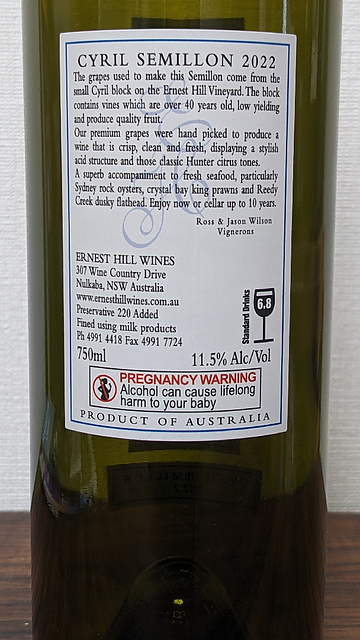 CYRIL SEMILLON 2022
The grapes used to make this Semillon come from the
small Cyril block on the Ernest Hill Vineyard. The block
contains vines which are over 40 years old, low yielding
and produce quality fruit.
Our premium grapes were hand picked to produce a
wine that is crisp, clean and fresh, displaying a stylish
acid structure and those classic Hunter citrus tones.
A superb accompaniment to fresh seafood, particularly
Sydney rock oysters, crystal bay king prawns and Reedy
Creek dusky flathead. Enjoy now or cellar up to 10 years.
Ross & Jason Wilson
Vignerons
ERNEST HILL WINES
307 Wine Country Drive
Nulkaba, NSW Australia
www.ernesthillwines.com.au
Preservative 220 Added
Fined using milk products
Ph 4991 4418 Fax 4991 7724
Standard Drinks
6.8
750ml 11.5% Alc/Vol
PREGNANCY WARNING
Alcohol can cause lifelong
harm to your baby
PRODUCT OF AUSTRALIA